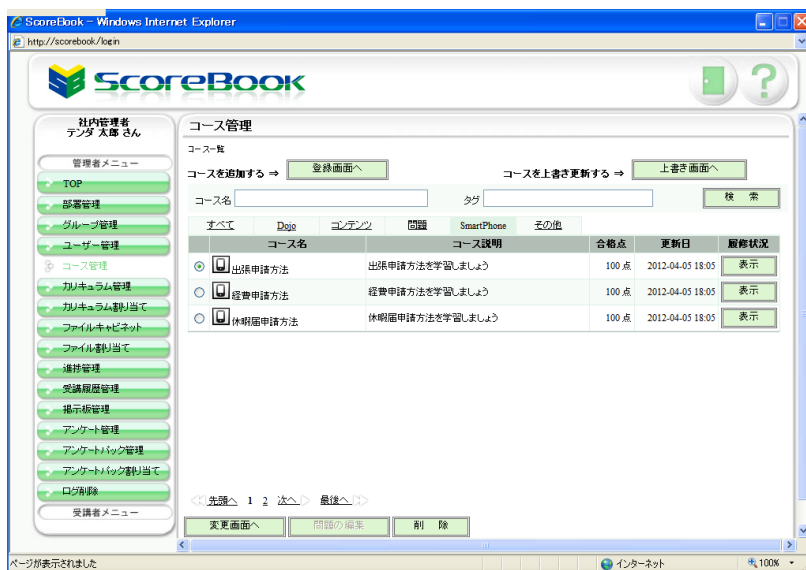 ScoreBook - Windows Internet Explorer
http://scorebook/login
ScoreBook
?
社内管理者
テンダ 太郎 さん
管理者メニュー
TOP
部署管理
グループ管理
ユーザー管理
コース管理
カリキュラム管理
カリキュラム割り当て
ファイルキャビネット
ファイル割り当て
進捗管理
受講履歴管理
掲示板管理
アンケート管理
アンケートパック管理
アンケートパック割り当て
ログ削除
受講者メニュー
コース管理
コース一覧
コースを追加する ⇒ 登録画面へ コースを上書き更新する ⇒ 上書き画面へ
コース名 タグ 検 索
すべて Dojo コンテンツ 問題 SmartPhone その他
コース名 コース説明 合格点 更新日 履修状況
出張申請方法 出張申請方法を学習しましょう 100 点 2012-04-05 18:05 表示
経費申請方法 経費申請方法を学習しましょう 100 点 2012-04-05 18:05 表示
休暇届申請方法 休暇届申請方法を学習しましょう 100 点 2012-04-05 18:05 表示
先頭へ 1 2 次へ 最後へ
変更画面へ 問題の編集 削 除
ページが表示されました インターネット 100%